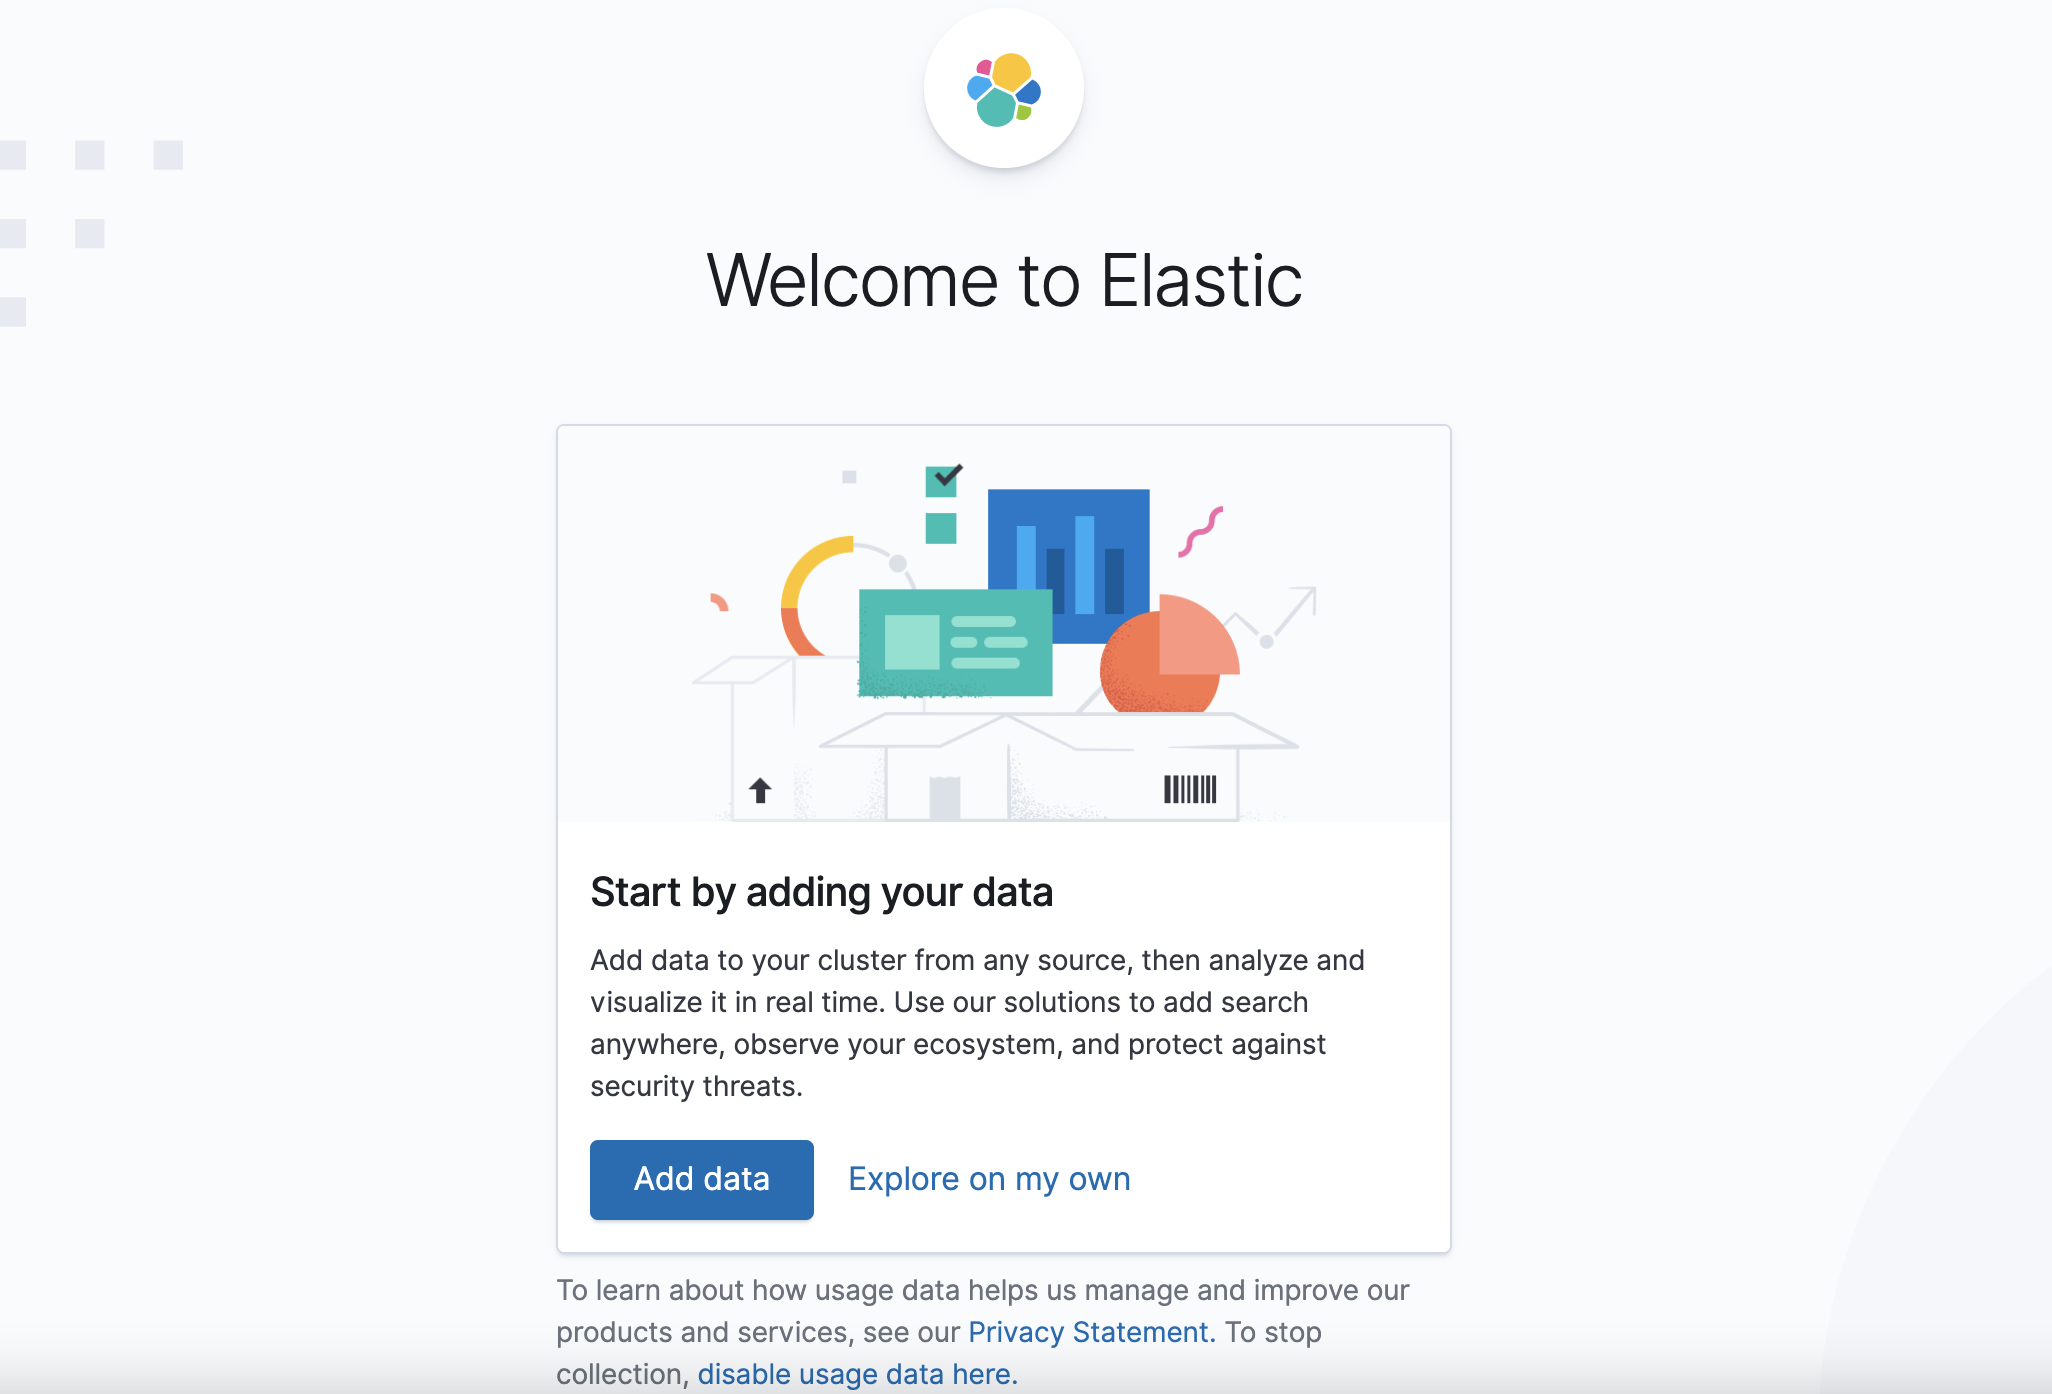 Welcome to Elastic
Start by adding your data
Add data to your cluster from any source, then analyze and
visualize it in real time. Use our solutions to add search
anywhere, observe your ecosystem, and protect against
security threats.
Add data
Explore on my own
To learn about how usage data helps us manage and improve our
products and services, see our Privacy Statement. To stop
collection, disable usage data here.